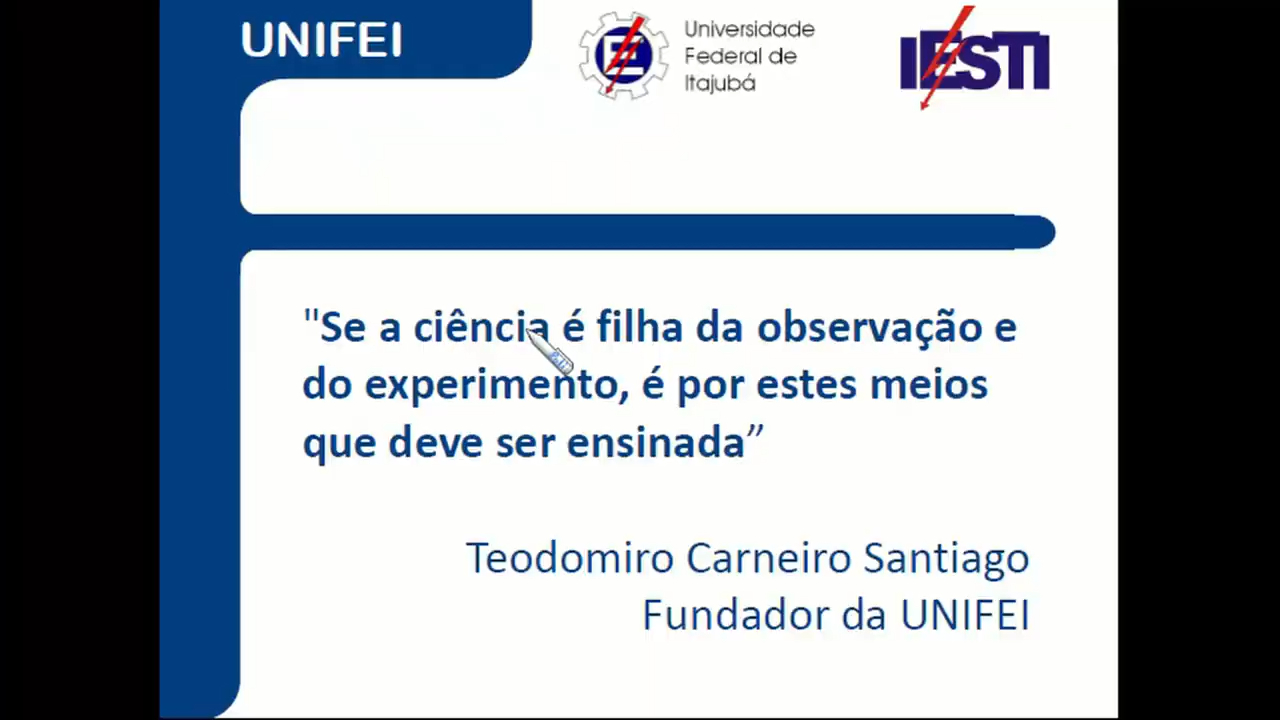 UNIFEI
Universidade
Federal de
Itajubá
IESTI
"Se a ciência é filha da observação e
do experimento, é por estes meios
que deve ser ensinada”
Teodomiro Carneiro Santiago
Fundador da UNIFEI